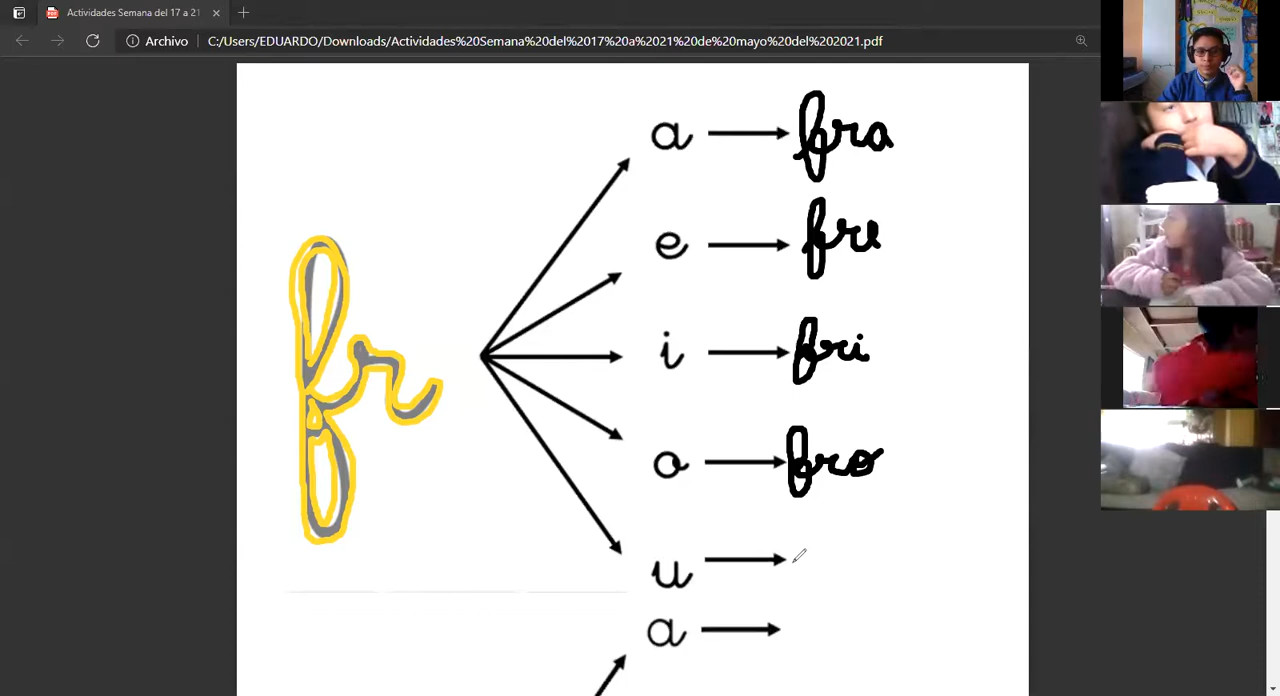 Actividades Semana del 17 a 21
Archivo C:/Users/EDUARDO/Downloads/Actividades%20Semana%20del%2017%20a%2021%20de%20mayo%20del%202021.pdf
fr
a fra
e fre
i fri
o fro
u
a